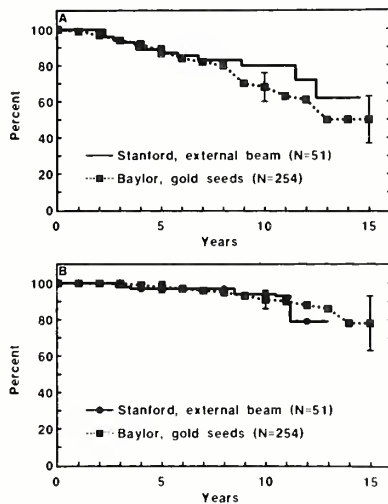 A
100
80
60
40
20
0
Percent
Stanford, external beam (N=51)
Baylor, gold seeds (N=254)
0 5 10 15
Years
B
100
80
60
40
20
0
Percent
Stanford, external beam (N=51)
Baylor, gold seeds (N=254)
0 5 10 15
Years